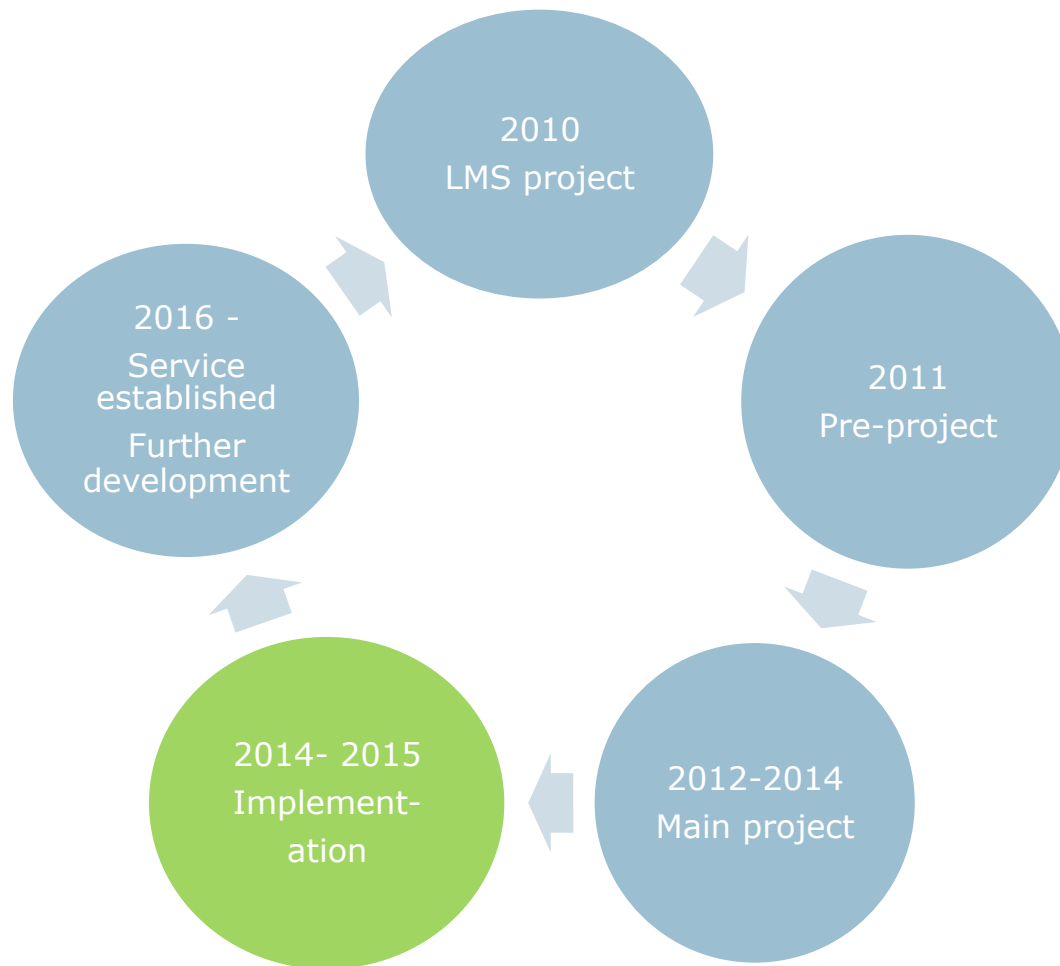 2010
LMS project
2011
Pre-project
2012-2014
Main project
2014- 2015
Implement-
ation
2016 -
Service
established
Further
development